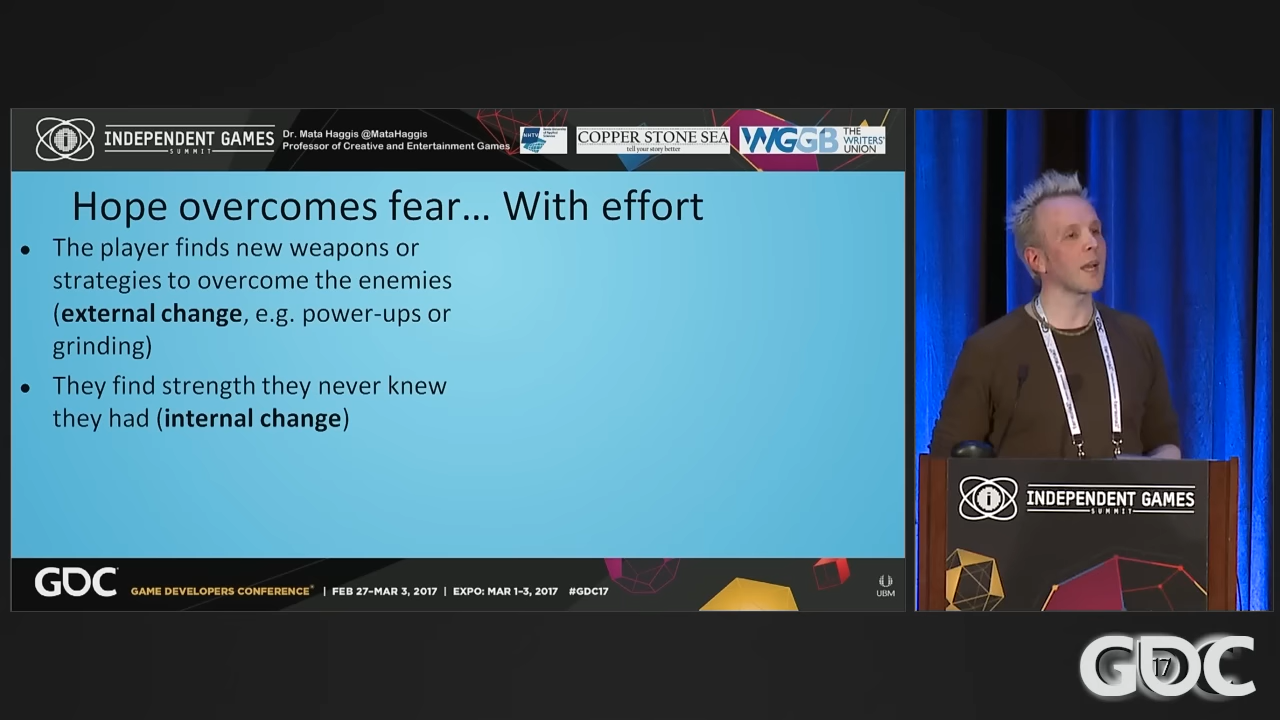 INDEPENDENT GAMES
SUMMIT
Dr. Mata Haggis @MataHaggis
Professor of Creative and Entertainment Games
NHTV
COPPER STONE SEA
tell your story better
WGGB
THE
WRITERS'
UNION
Hope overcomes fear... With effort
• The player finds new weapons or
strategies to overcome the enemies
(external change, e.g. power-ups or
grinding)
• They find strength they never knew
they had (internal change)
GDC
GAME DEVELOPERS CONFERENCE® | FEB 27–MAR 3, 2017 | EXPO: MAR 1–3, 2017 #GDC17
UBM
INDEPENDENT GAMES
SUMMIT
GDC
17